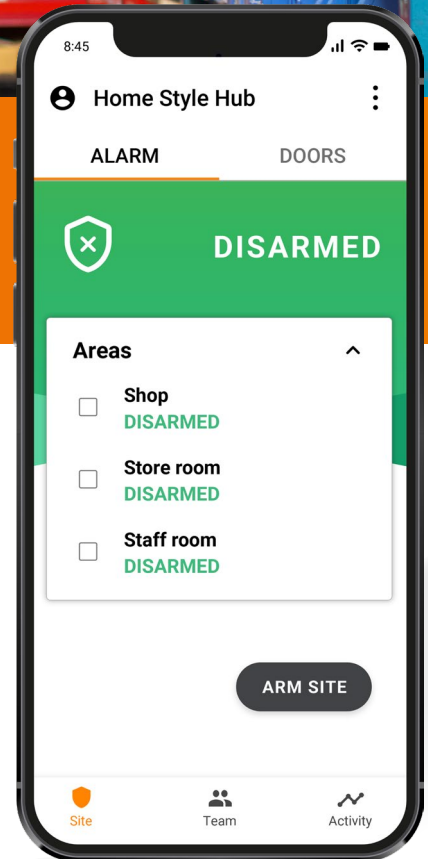 8:45
Home Style Hub
ALARM DOORS
DISARMED
Areas
Shop
DISARMED
Store room
DISARMED
Staff room
DISARMED
ARM SITE
Site Team Activity